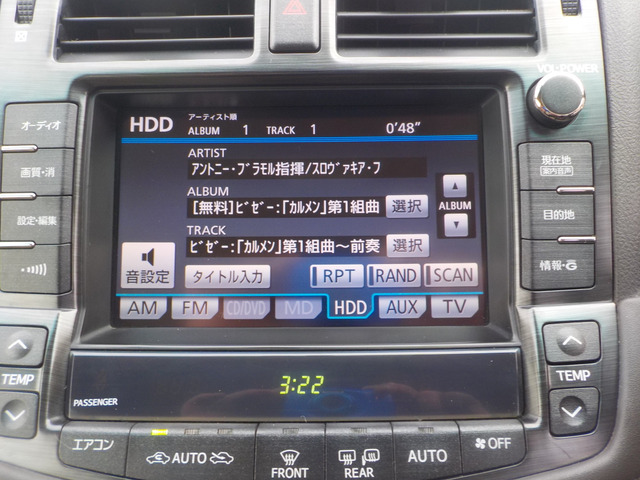 VOL·POWER
オーディオ
画質・消
設定・編集
HDD
アーティスト順
ALBUM 1 TRACK 1 0'48"
ARTIST
アントニー・ブラモル指揮/スロヴァキア・フ
ALBUM
[無料]ビゼー:「カルメン」第1組曲 選択
TRACK
ビゼー:「カルメン」第1組曲～前奏 選択
ALBUM
音設定
タイトル入力 RPT RAND SCAN
AM FM CD/DVD MD HDD AUX TV
現在地
案内音声
目的地
情報・G
TEMP
3:22
PASSENGER
TEMP
エアコン
AUTO
FRONT
REAR
AUTO
OFF